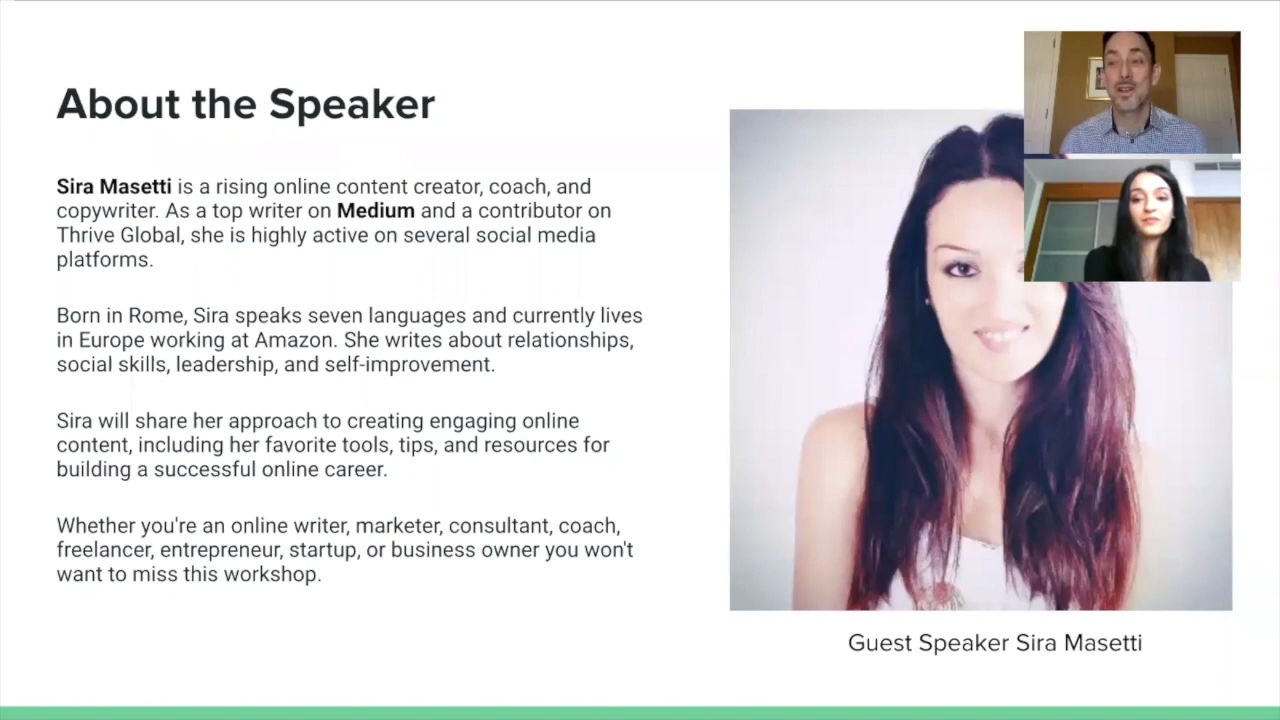 About the Speaker
Sira Masetti is a rising online content creator, coach, and
copywriter. As a top writer on Medium and a contributor on
Thrive Global, she is highly active on several social media
platforms.
Born in Rome, Sira speaks seven languages and currently lives
in Europe working at Amazon. She writes about relationships,
social skills, leadership, and self-improvement.
Sira will share her approach to creating engaging online
content, including her favorite tools, tips, and resources for
building a successful online career.
Whether you're an online writer, marketer, consultant, coach,
freelancer, entrepreneur, startup, or business owner you won't
want to miss this workshop.
Guest Speaker Sira Masetti